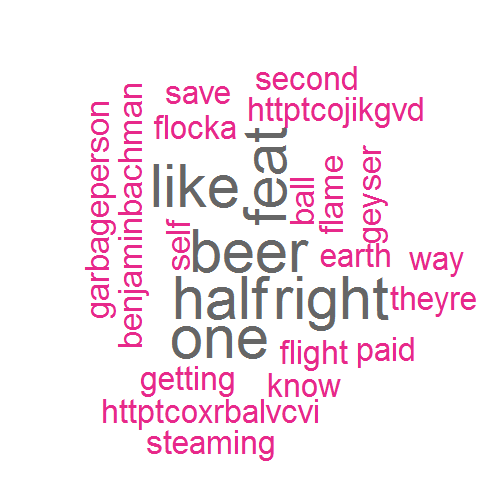 second
save
httptcojikgvd
flocka
garbageperson
benjaminbachman
like
feat
ball
flame
geyser
self
beer
earth
way
half
right
theyre
one
flight
paid
getting
know
httptcoxrbalvcvi
steaming